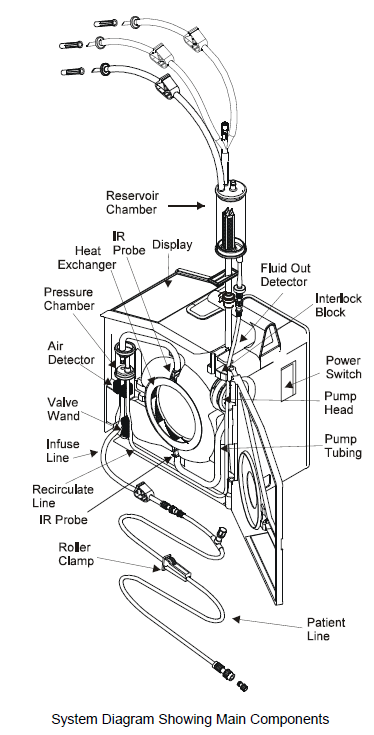 Reservoir
Chamber
IR
Probe
Heat
Exchanger
Display
Fluid Out
Detector
Pressure
Chamber
Interlock
Block
Air
Detector
Power
Switch
Valve
Wand
Pump
Head
Infuse
Line
Pump
Tubing
Recirculate
Line
IR Probe
Roller
Clamp
Patient
Line
System Diagram Showing Main Components